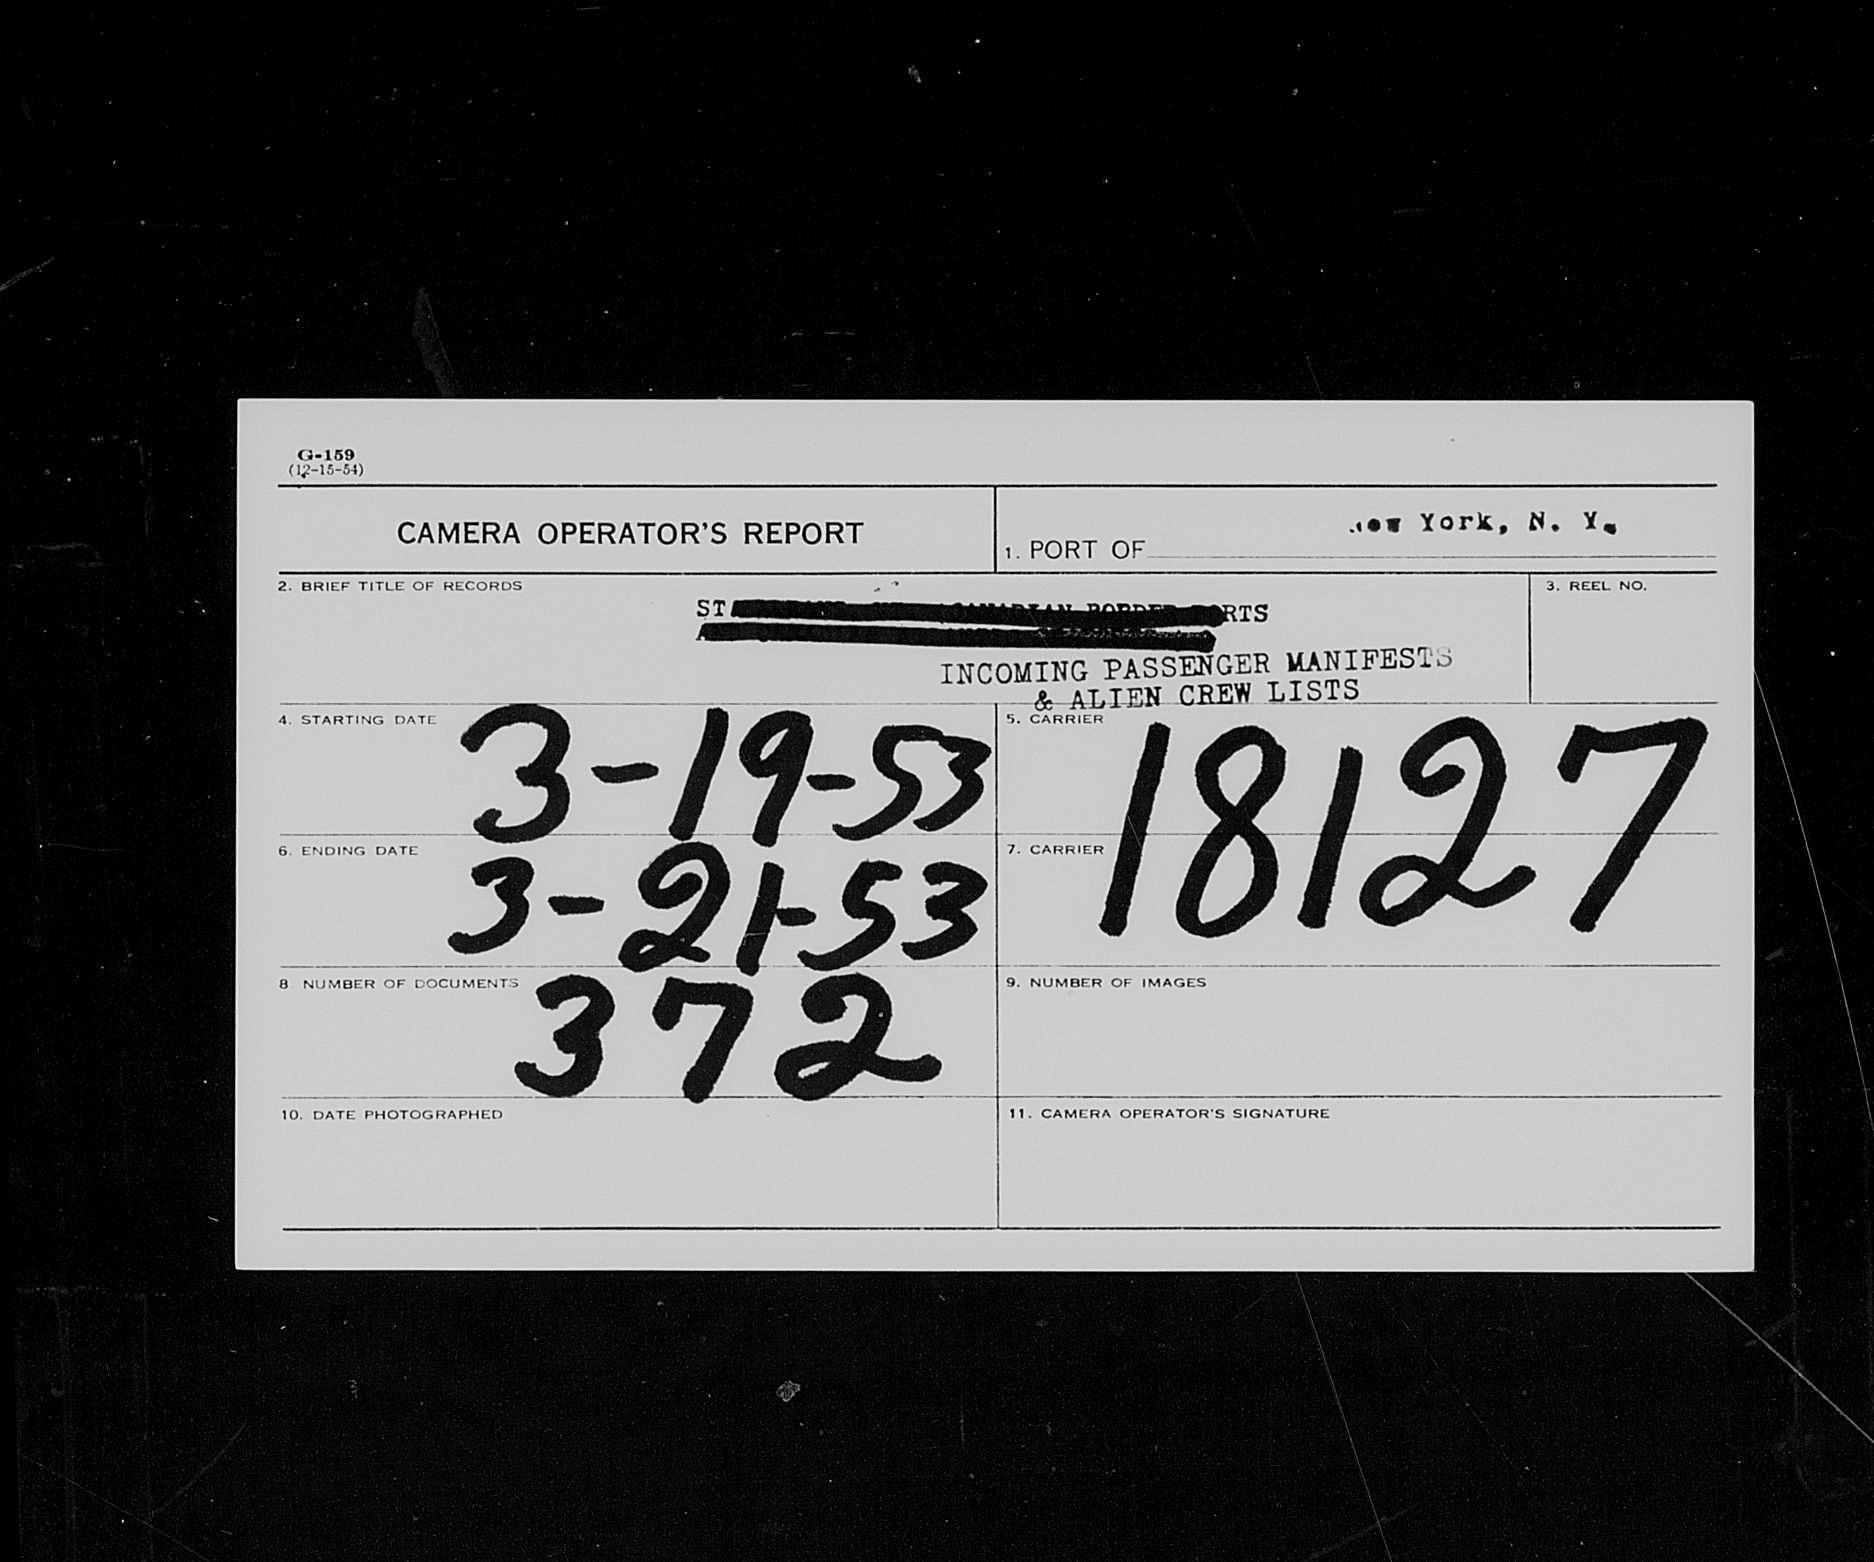 G-159
(12-15-54)
CAMERA OPERATOR'S REPORT
1. PORT OF
York, N. Y.
2. BRIEF TITLE OF RECORDS
3. REEL NO.
CANADIAN BORDER
INCOMING PASSENGER MANIFESTS
& ALIEN CREW LISTS
4. STARTING DATE 3-19-53
5. CARRIER
18127
6. ENDING DATE 3-21-53
7. CARRIER
8. NUMBER OF DOCUMENTS 372
9. NUMBER OF IMAGES
10. DATE PHOTOGRAPHED
11. CAMERA OPERATOR'S SIGNATURE